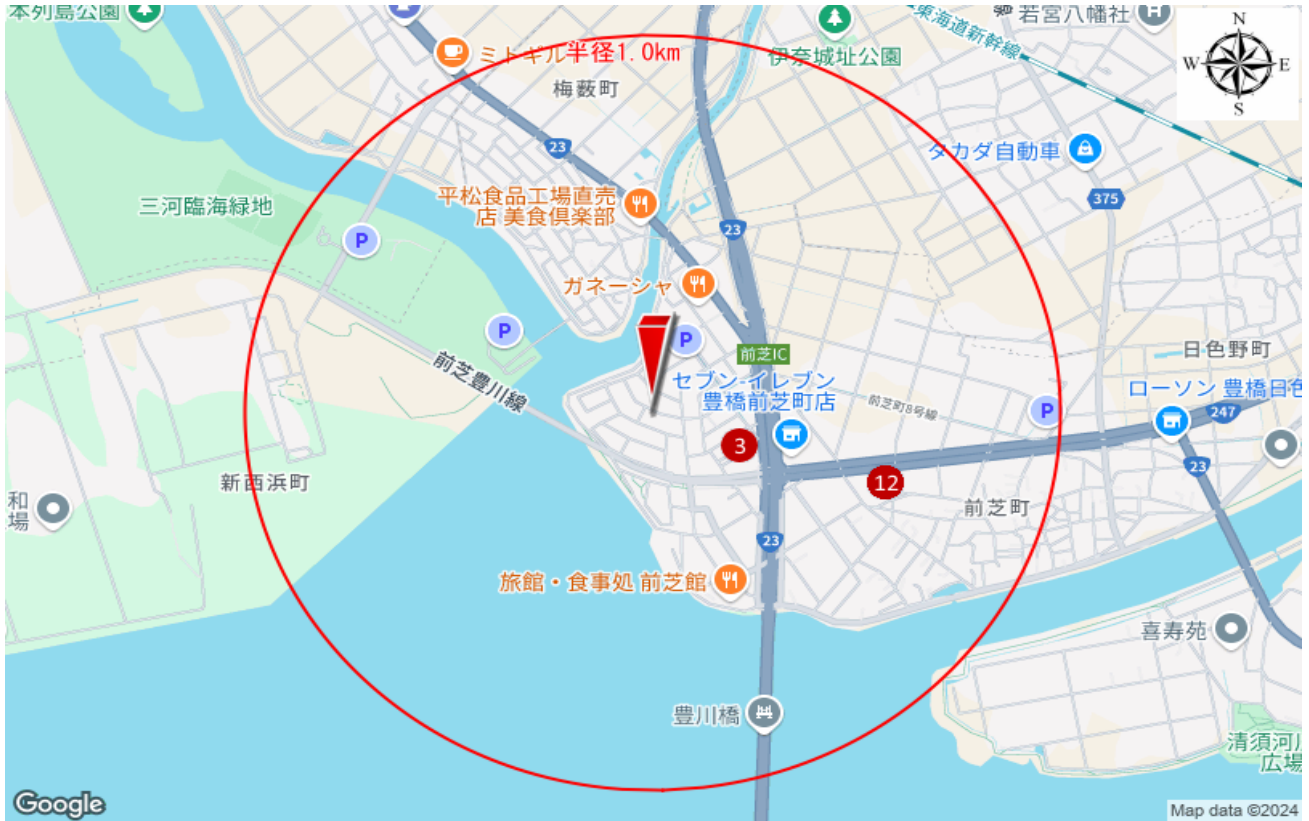 本列島公園
若宮八幡社
東海道新幹線
N
W
E
S
ミトギル
半径1.0km
伊奈城址公園
梅薮町
23
タカダ自動車
375
三河臨海緑地
平松食品工場直売
店 美食倶楽部
P
23
ガネーシャ
P
P
前芝IC
日色野町
前芝豊川線
セブン-イレブン
豊橋前芝町店
前芝町8号線
P
ローソン 豊橋日色
247
3
12
23
新西浜町
和
場
前芝町
23
旅館・食事処 前芝館
喜寿苑
豊川橋
清須河川
広場
Google
Map data ©2024